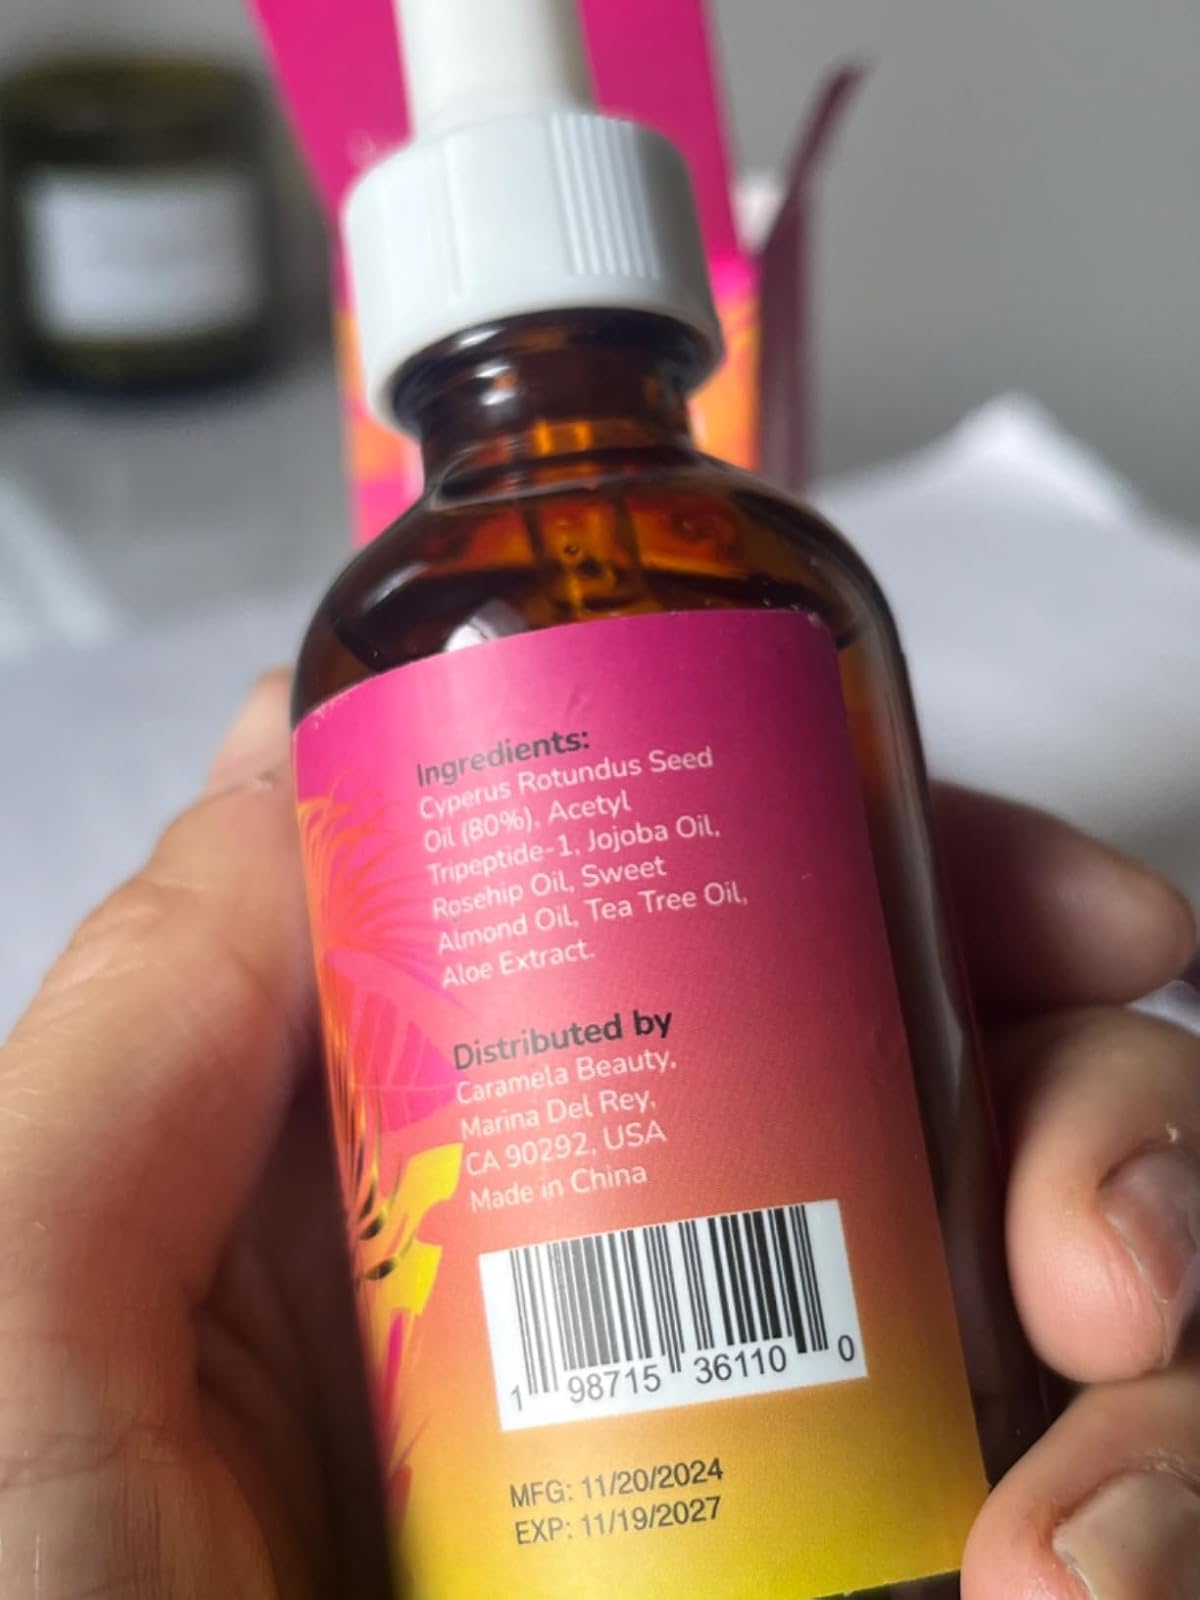 Ingredients:
Cyperus Rotundus Seed
Oil (80%), Acetyl
Tripeptide-1, Jojoba Oil,
Rosehip Oil, Sweet
Almond Oil, Tea Tree Oil,
Aloe Extract.
Distributed by
Caramela Beauty,
Marina Del Rey,
CA 90292, USA
Made in China
1 98715 36110 0
MFG: 11/20/2024
EXP: 11/19/2027